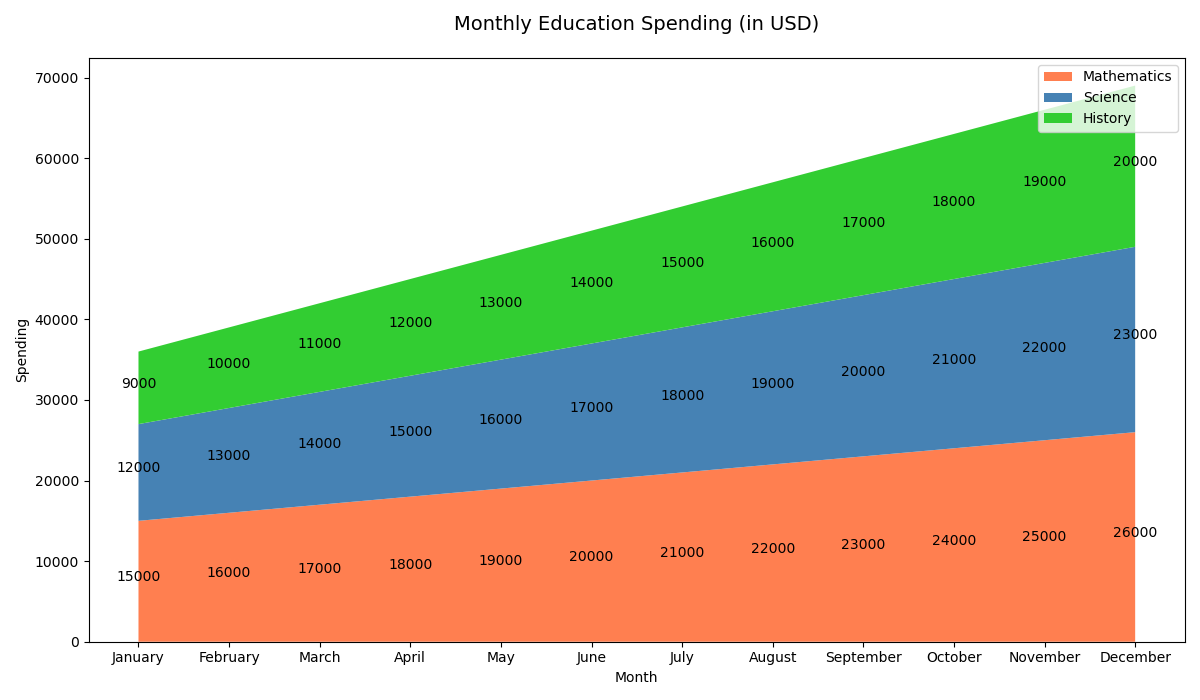 Monthly Education Spending (in USD)
Mathematics
Science
History
Spending
70000
60000
50000
40000
30000
20000
10000
0
9000 10000 11000 12000 13000 14000 15000 16000 17000 18000 19000 20000
12000 13000 14000 15000 16000 17000 18000 19000 20000 21000 22000 23000
15000 16000 17000 18000 19000 20000 21000 22000 23000 24000 25000 26000
January February March April May June July August September October November December
Month